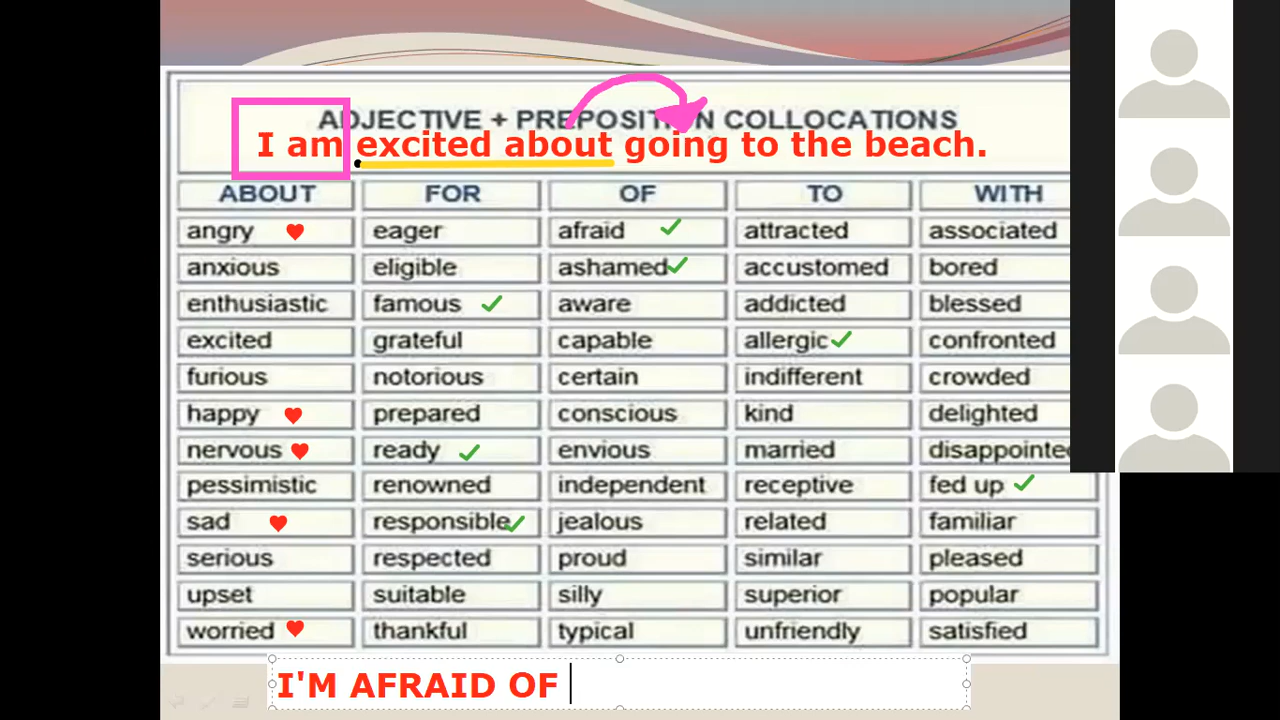 ADJECTIVE + PREPOSITION COLLOCATIONS
I am excited about going to the beach.
ABOUT FOR OF TO WITH
angry eager afraid attracted associated
anxious eligible ashamed accustomed bored
enthusiastic famous aware addicted blessed
excited grateful capable allergic confronted
furious notorious certain indifferent crowded
happy prepared conscious kind delighted
nervous ready envious married disappointed
pessimistic renowned independent receptive fed up
sad responsible jealous related familiar
serious respected proud similar pleased
upset suitable silly superior popular
worried thankful typical unfriendly satisfied
I'M AFRAID OF